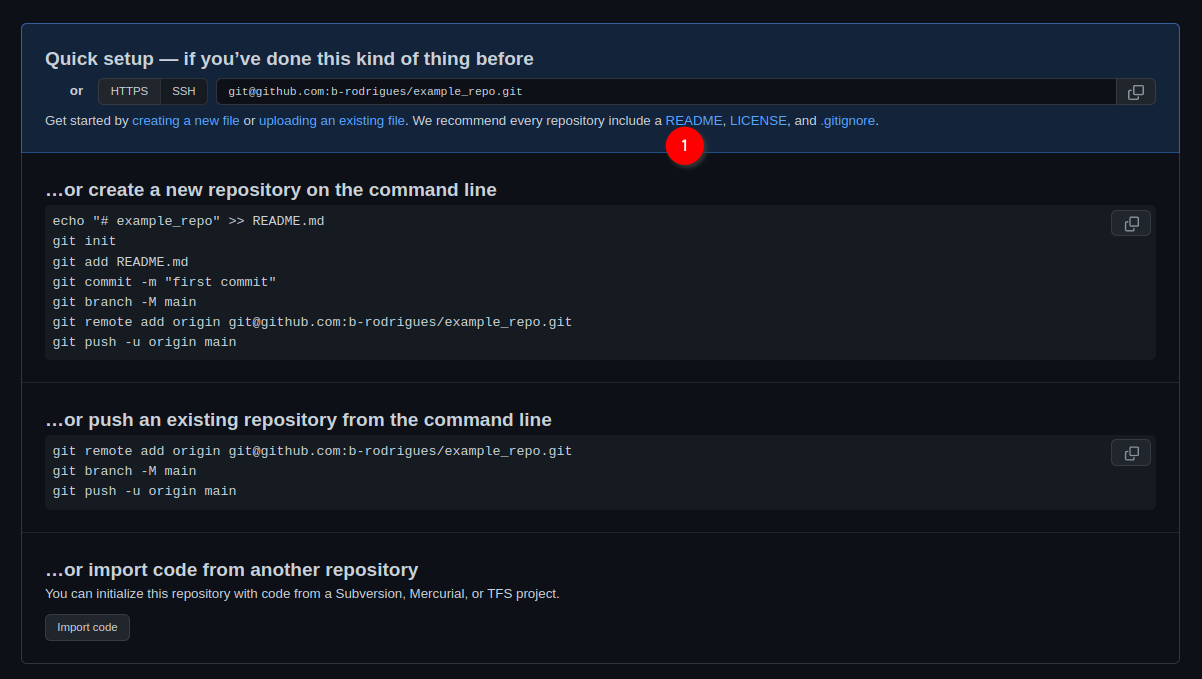 Quick setup — if you’ve done this kind of thing before
or HTTPS SSH git@github.com:b-rodrigues/example_repo.git
Get started by creating a new file or uploading an existing file. We recommend every repository include a README, LICENSE, and .gitignore.
1
…or create a new repository on the command line
echo "# example_repo" >> README.md
git init
git add README.md
git commit -m "first commit"
git branch -M main
git remote add origin git@github.com:b-rodrigues/example_repo.git
git push -u origin main
…or push an existing repository from the command line
git remote add origin git@github.com:b-rodrigues/example_repo.git
git branch -M main
git push -u origin main
…or import code from another repository
You can initialize this repository with code from a Subversion, Mercurial, or TFS project.
Import code